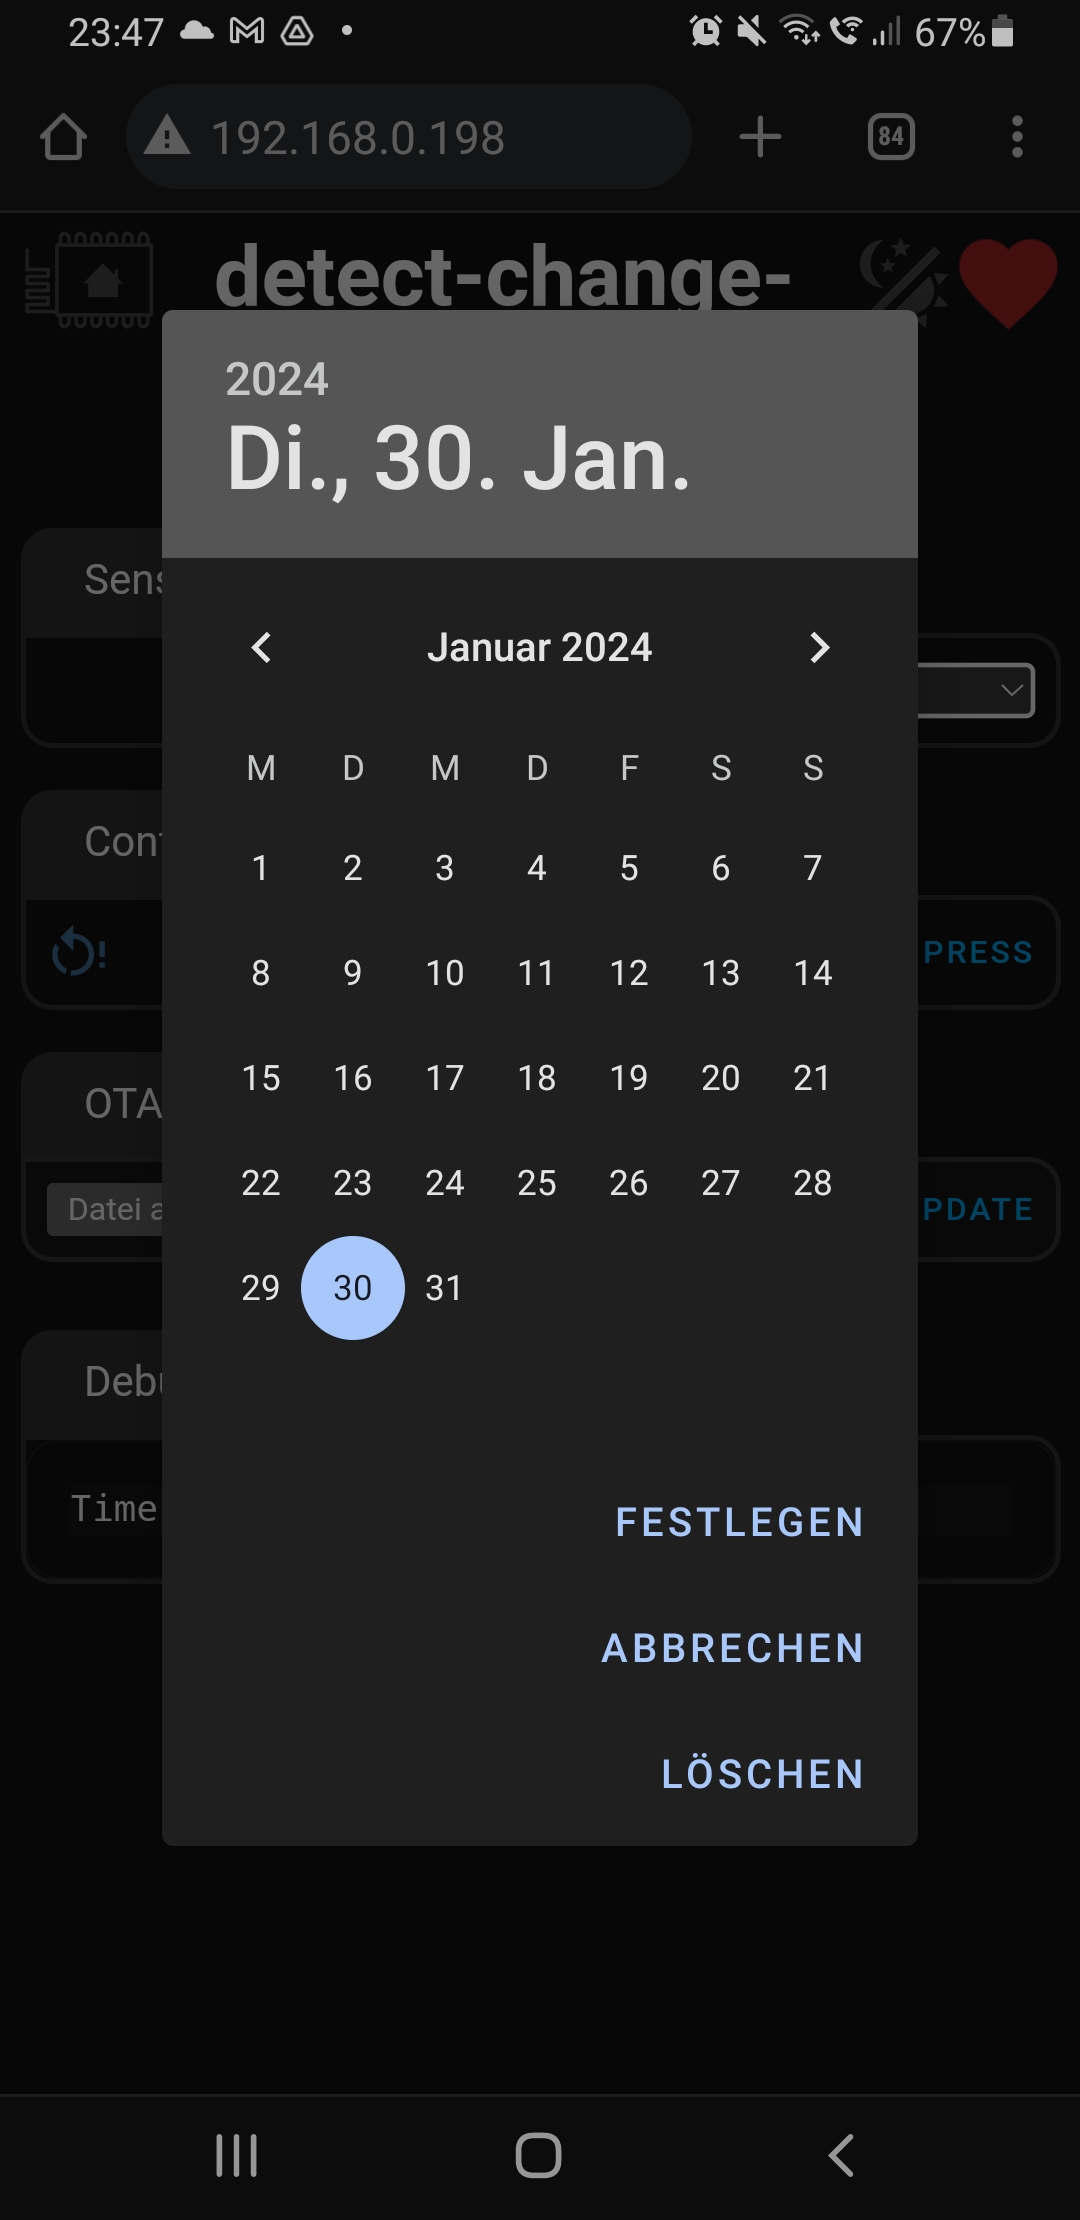 23:47
67%
192.168.0.198
84
detect-change-
2024
Di., 30. Jan.
Sens
Januar 2024
M D M D F S S
1 2 3 4 5 6 7
Conf
8 9 10 11 12 13 14
! PRESS
15 16 17 18 19 20 21
OTA
22 23 24 25 26 27 28
Datei a PDATE
29 30 31
Debu
Time
FESTLEGEN
ABBRECHEN
LÖSCHEN